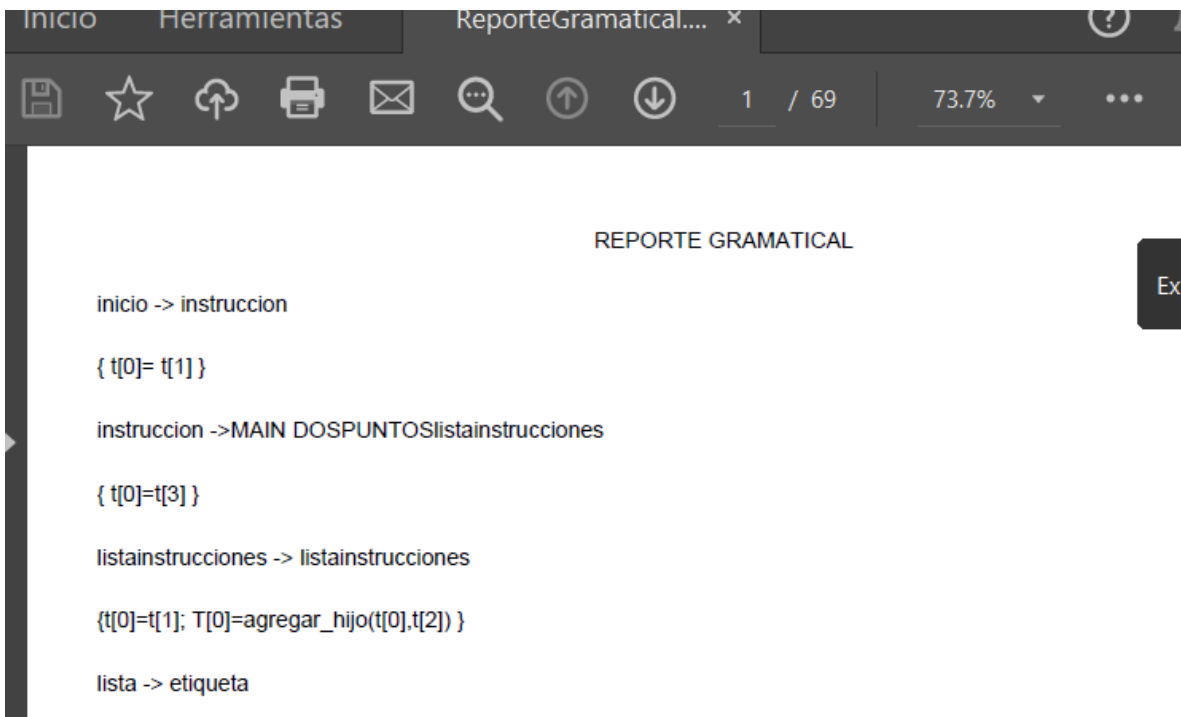 Inicio Herramientas ReporteGramatical.... ×
1 / 69 73.7%
REPORTE GRAMATICAL
Ex
inicio -> instruccion
{ t[0]= t[1] }
instruccion ->MAIN DOSPUNTOSlistainstrucciones
{ t[0]=t[3] }
listainstrucciones -> listainstrucciones
{t[0]=t[1]; T[0]=agregar_hijo(t[0],t[2]) }
lista -> etiqueta